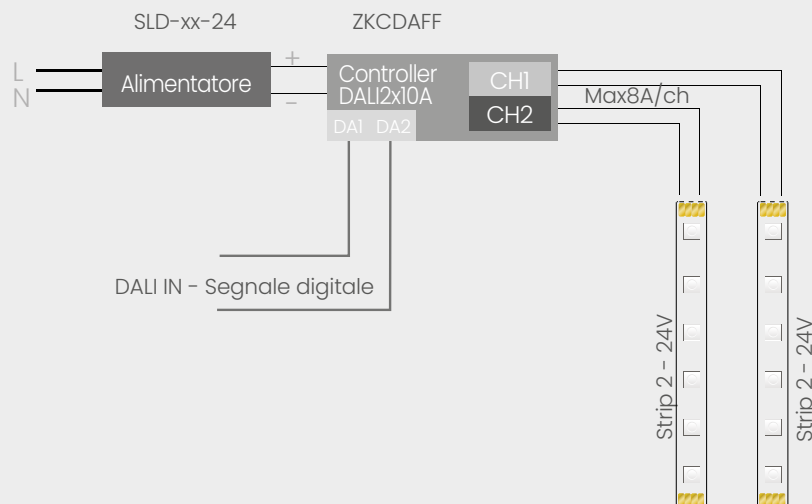 SLD-xx-24
ZKCDAFF
L
N
Alimentatore
+
-
Controller
DALI2x10A
DA1 DA2
CH1
CH2
Max8A/ch
DALI IN - Segnale digitale
Strip 2 - 24V
Strip 2 - 24V